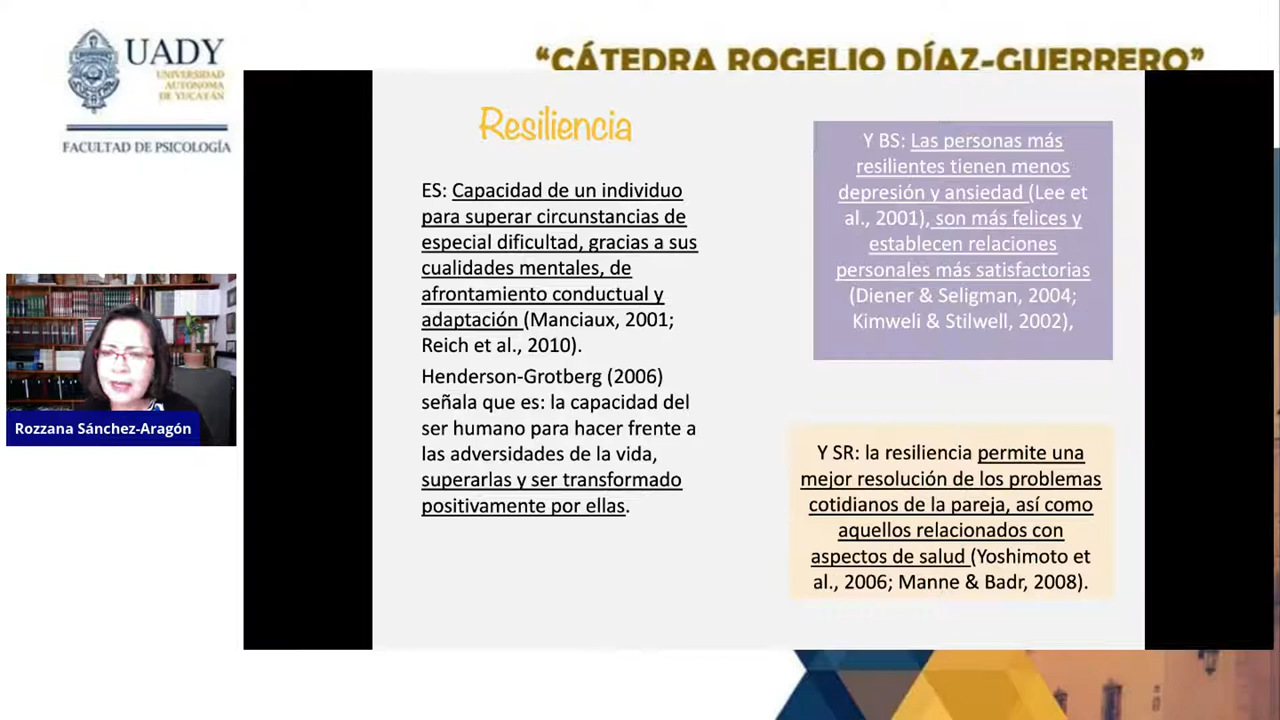 UADY
UNIVERSIDAD
AUTÓNOMA
DE YUCATÁN
FACULTAD DE PSICOLOGÍA
“CÁTEDRA ROGELIO DÍAZ-GUERRERO”
Resiliencia
ES: Capacidad de un individuo
para superar circunstancias de
especial dificultad, gracias a sus
cualidades mentales, de
afrontamiento conductual y
adaptación (Manciaux, 2001;
Reich et al., 2010).
Henderson-Grotberg (2006)
señala que es: la capacidad del
ser humano para hacer frente a
las adversidades de la vida,
superarlas y ser transformado
positivamente por ellas.
Y BS: Las personas más
resilientes tienen menos
depresión y ansiedad (Lee et
al., 2001), son más felices y
establecen relaciones
personales más satisfactorias
(Diener & Seligman, 2004;
Kimweli & Stilwell, 2002),
Y SR: la resiliencia permite una
mejor resolución de los problemas
cotidianos de la pareja, así como
aquellos relacionados con
aspectos de salud (Yoshimoto et
al., 2006; Manne & Badr, 2008).
Rozzana Sánchez-Aragón